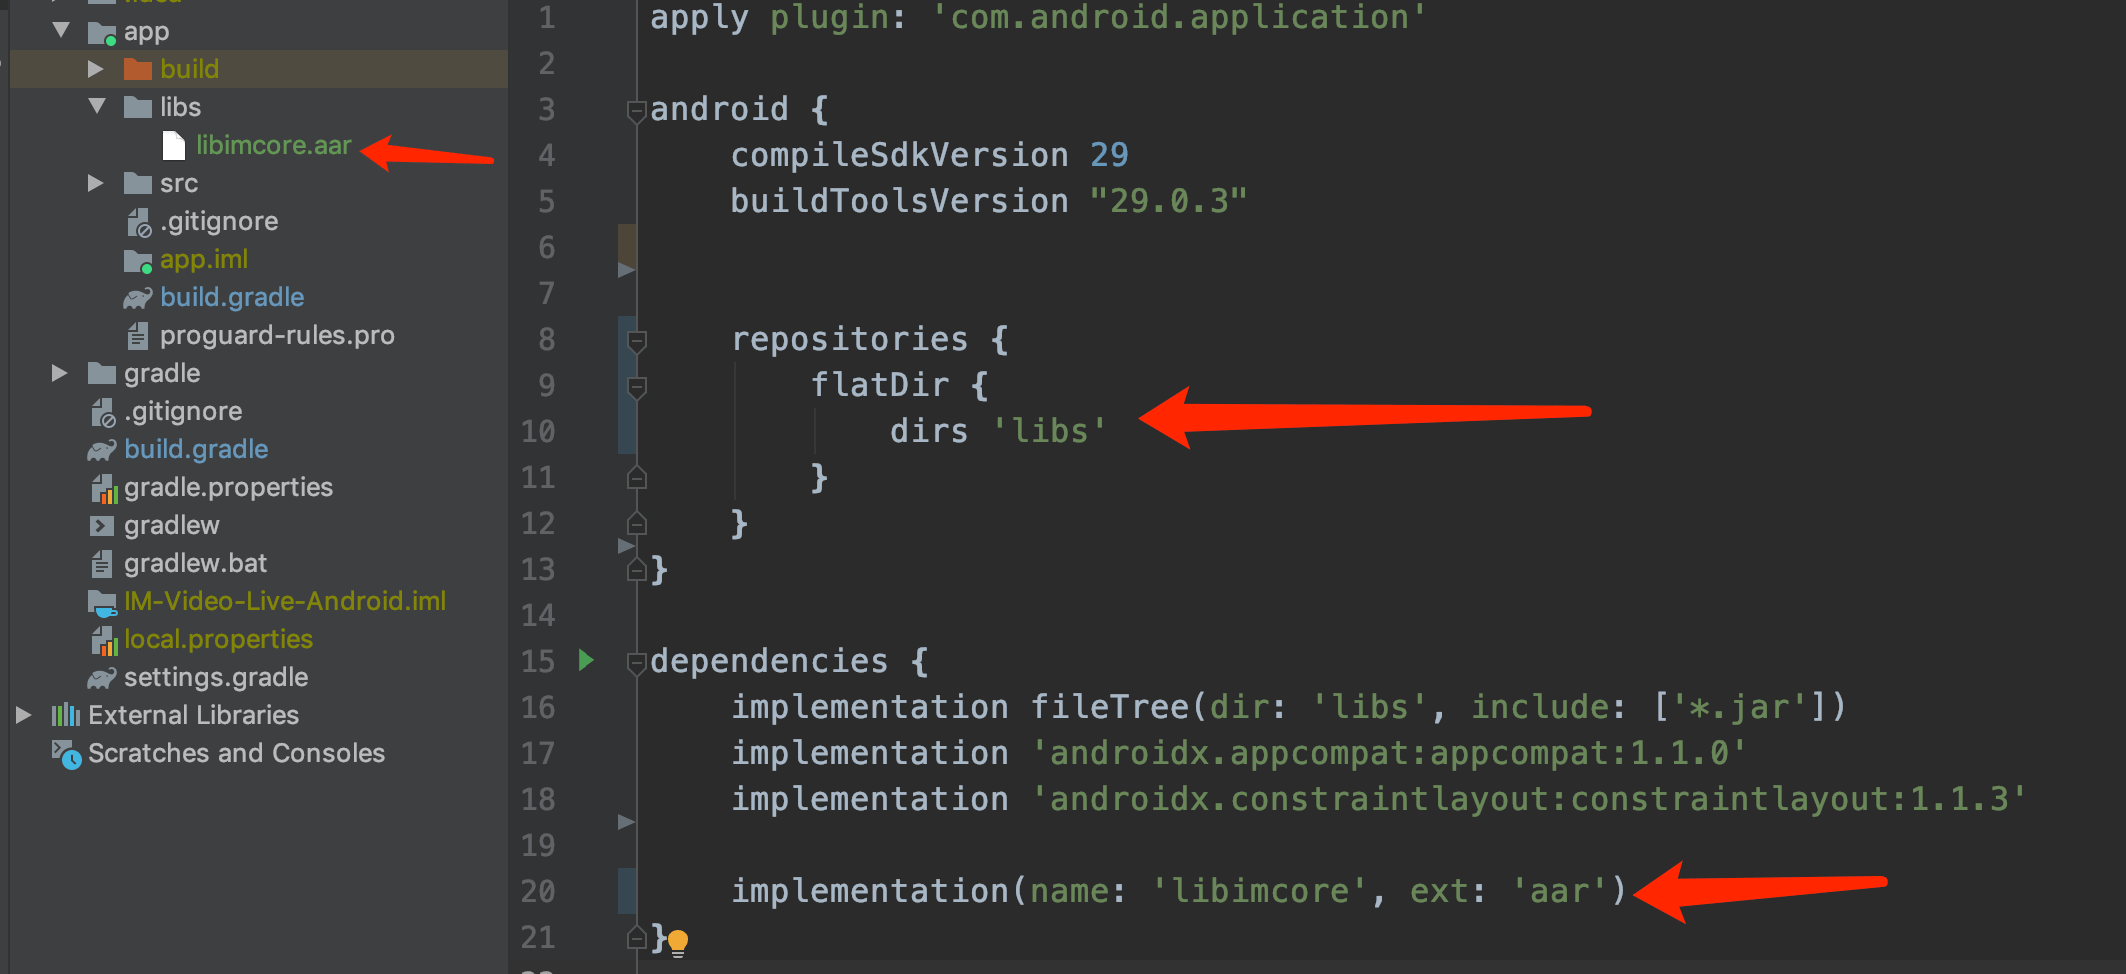 app
build
libs
libimcore.aar
src
.gitignore
app.iml
build.gradle
proguard-rules.pro
gradle
.gitignore
build.gradle
gradle.properties
gradlew
gradlew.bat
IM-Video-Live-Android.iml
local.properties
settings.gradle
External Libraries
Scratches and Consoles
1 apply plugin: 'com.android.application'
2
3 android {
4 compileSdkVersion 29
5 buildToolsVersion "29.0.3"
6
7
8 repositories {
9 flatDir {
10 dirs 'libs'
11 }
12 }
13 }
14
15 dependencies {
16 implementation fileTree(dir: 'libs', include: ['*.jar'])
17 implementation 'androidx.appcompat:appcompat:1.1.0'
18 implementation 'androidx.constraintlayout:constraintlayout:1.1.3'
19
20 implementation(name: 'libimcore', ext: 'aar')
21 }